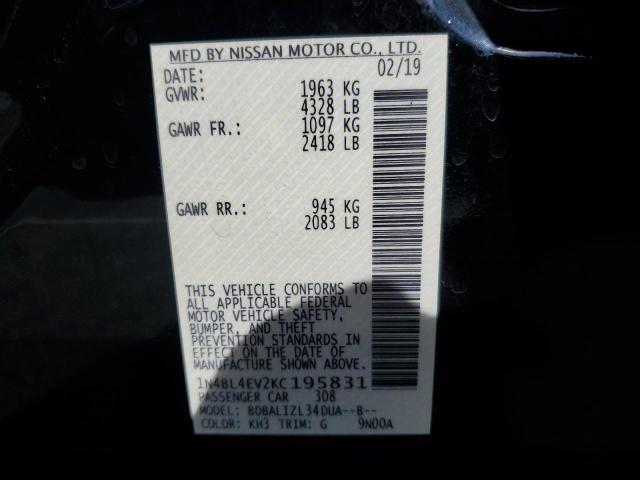 MFD BY NISSAN MOTOR CO., LTD.
DATE: 02/19
GVWR: 1963 KG
4328 LB
GAWR FR.: 1097 KG
2418 LB
GAWR RR.: 945 KG
2083 LB
THIS VEHICLE CONFORMS TO
ALL APPLICABLE FEDERAL
MOTOR VEHICLE SAFETY,
BUMPER, AND THEFT
PREVENTION STANDARDS IN
EFFECT ON THE DATE OF
MANUFACTURE SHOWN ABOVE.
1N4BL4EV2KC195831
PASSENGER CAR 308
MODEL: BDBALIZL34DUA--B--
COLOR: KH3 TRIM: G 9N00A